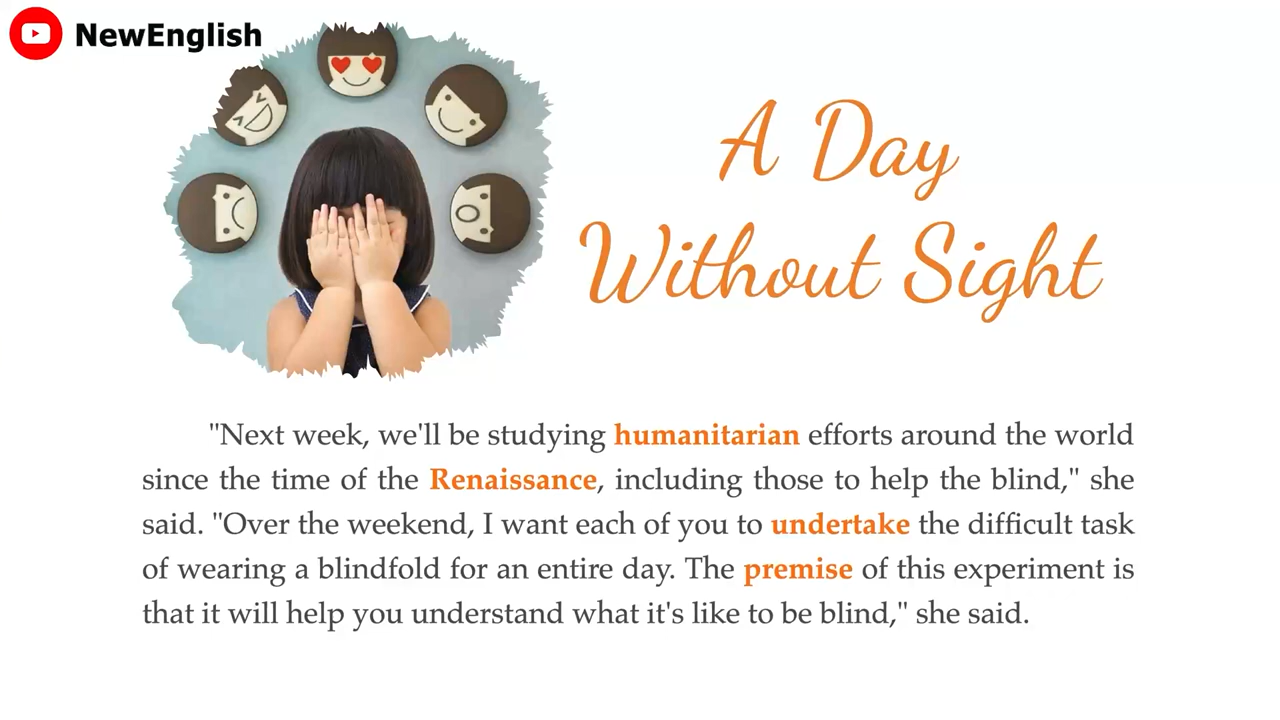 NewEnglish
A Day
Without Sight
"Next week, we'll be studying humanitarian efforts around the world
since the time of the Renaissance, including those to help the blind," she
said. "Over the weekend, I want each of you to undertake the difficult task
of wearing a blindfold for an entire day. The premise of this experiment is
that it will help you understand what it's like to be blind," she said.